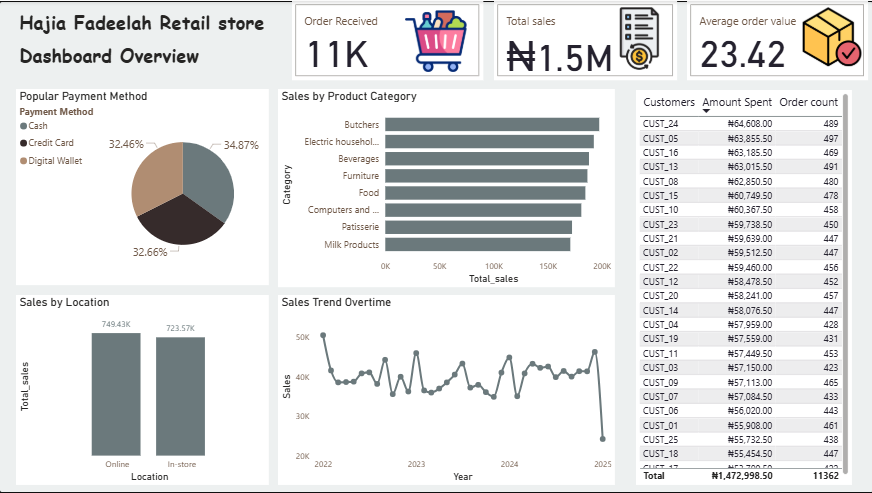 Hajia Fadeelah Retail store
Dashboard Overview
Order Received
11K
Total sales
₦1.5M
Average order value
23.42
Popular Payment Method
Payment Method
Cash
Credit Card
Digital Wallet
32.46%
34.87%
32.66%
Sales by Product Category
Category
Butchers
Electric househol...
Beverages
Furniture
Food
Computers and ...
Patisserie
Milk Products
0K 50K 100K 150K 200K
Total_sales
Sales by Location
Total_sales
749.43K
723.57K
Online
In-store
Location
Sales Trend Overtime
Sales
50K
40K
30K
20K
2022 2023 2024 2025
Year
Customers Amount Spent Order count
CUST_24 ₦64,608.00 489
CUST_05 ₦63,855.50 497
CUST_16 ₦63,185.50 469
CUST_13 ₦63,015.50 491
CUST_08 ₦62,850.50 480
CUST_15 ₦60,749.50 478
CUST_10 ₦60,367.50 458
CUST_23 ₦59,738.50 450
CUST_21 ₦59,639.00 447
CUST_02 ₦59,512.50 447
CUST_22 ₦59,460.00 456
CUST_12 ₦58,478.50 452
CUST_20 ₦58,241.00 457
CUST_14 ₦58,076.50 447
CUST_04 ₦57,959.00 428
CUST_19 ₦57,559.00 431
CUST_11 ₦57,449.50 453
CUST_03 ₦57,150.00 423
CUST_09 ₦57,113.00 465
CUST_07 ₦57,084.50 433
CUST_06 ₦56,020.00 443
CUST_01 ₦55,908.00 461
CUST_25 ₦55,732.50 438
CUST_18 ₦55,454.50 447
Total ₦1,472,998.50 11362